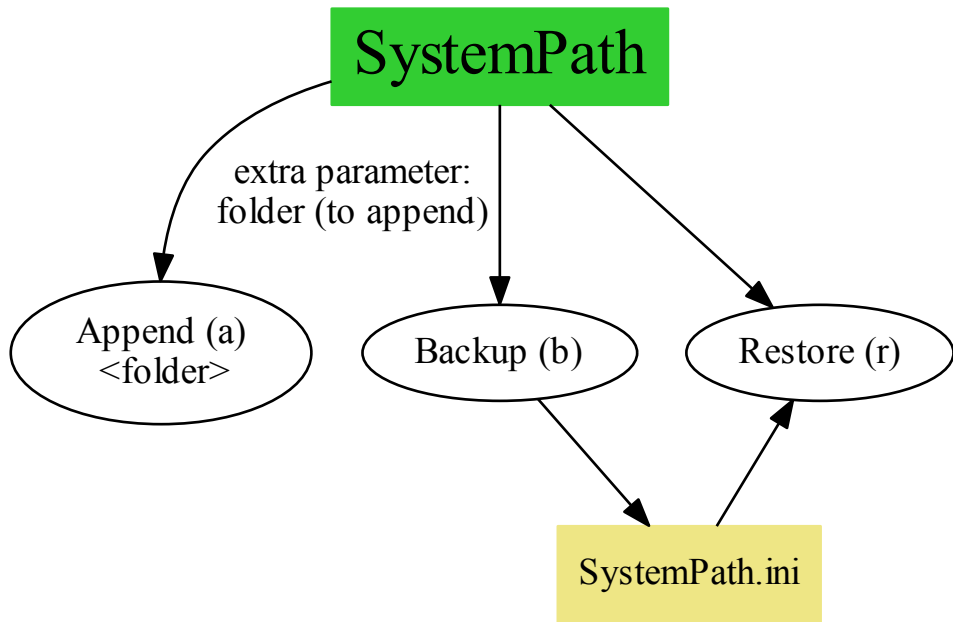 SystemPath
extra parameter:
folder (to append)
Append (a)
<folder>
Backup (b)
Restore (r)
SystemPath.ini